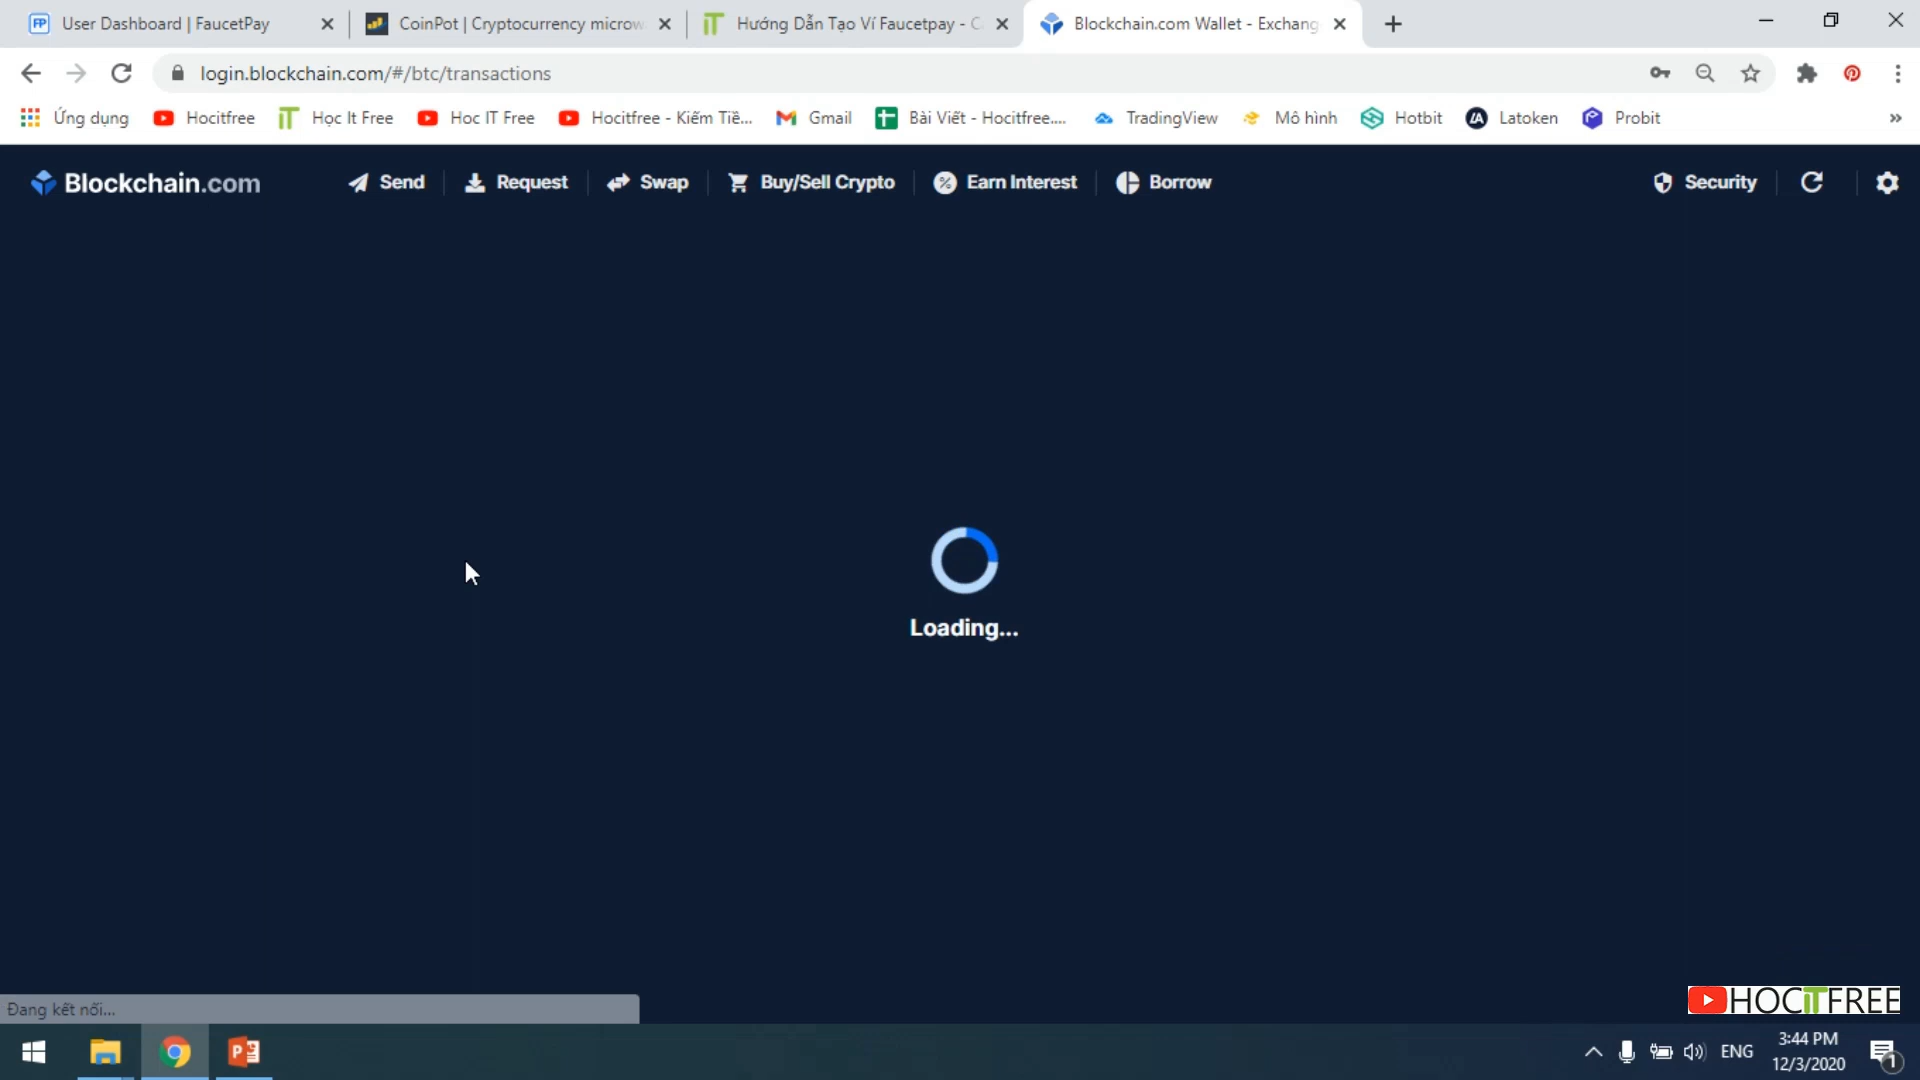 User Dashboard | FaucetPay
CoinPot | Cryptocurrency microw
Hướng Dẫn Tạo Ví Faucetpay - C
Blockchain.com Wallet - Exchang
login.blockchain.com/#/btc/transactions
Ứng dụng
Hocitfree
Học It Free
Hoc IT Free
Hocitfree - Kiếm Tiề...
Gmail
Bài Viết - Hocitfree....
TradingView
Mô hình
Hotbit
Latoken
Probit
Blockchain.com
Send
Request
Swap
Buy/Sell Crypto
Earn Interest
Borrow
Security
Loading...
Đang kết nối...
HOCITFREE
ENG
3:44 PM
12/3/2020
1